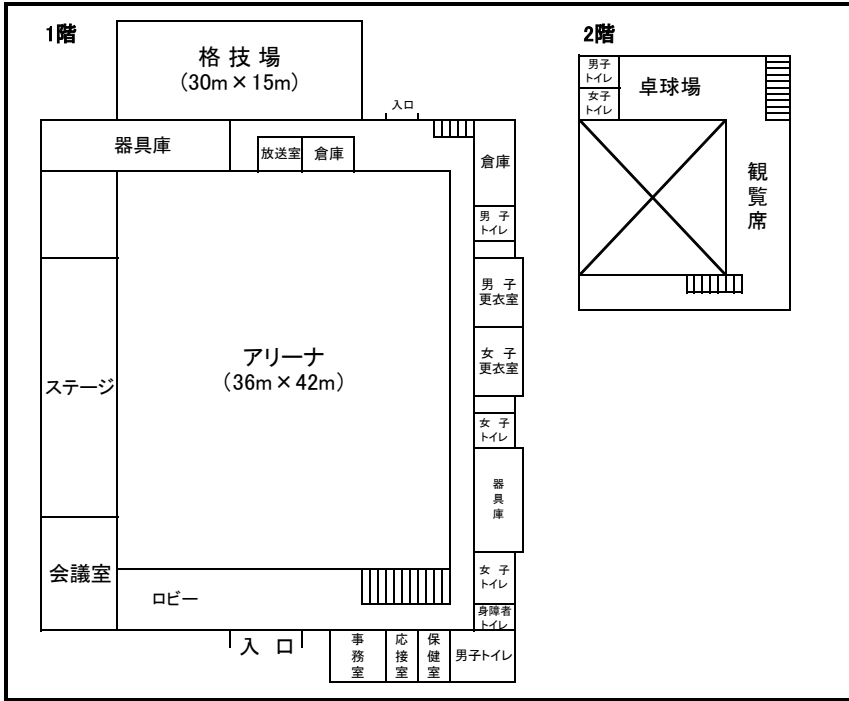 1階
格技場
(30m×15m)
入口
器具庫
放送室
倉庫
倉庫
男子
トイレ
男子
更衣室
アリーナ
(36m×42m)
女子
更衣室
ステージ
女子
トイレ
器
具
庫
会議室
ロビー
女子
トイレ
身障者
トイレ
入口
事
務
室
応
接
室
保
健
室
男子トイレ
2階
男子
トイレ
女子
トイレ
卓球場
観
覧
席